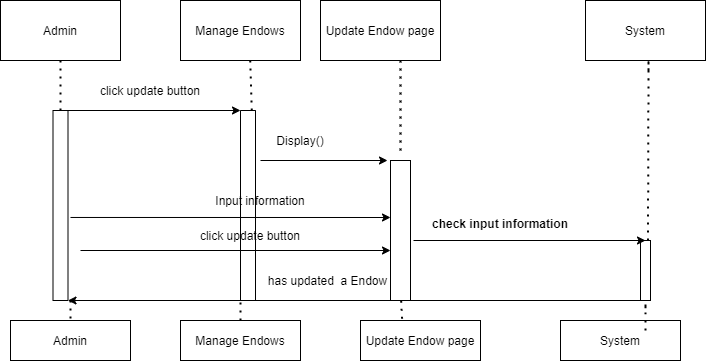 Admin
Manage Endows
Update Endow page
System
click update button
Display()
Input information
check input information
click update button
has updated a Endow
Admin
Manage Endows
Update Endow page
System